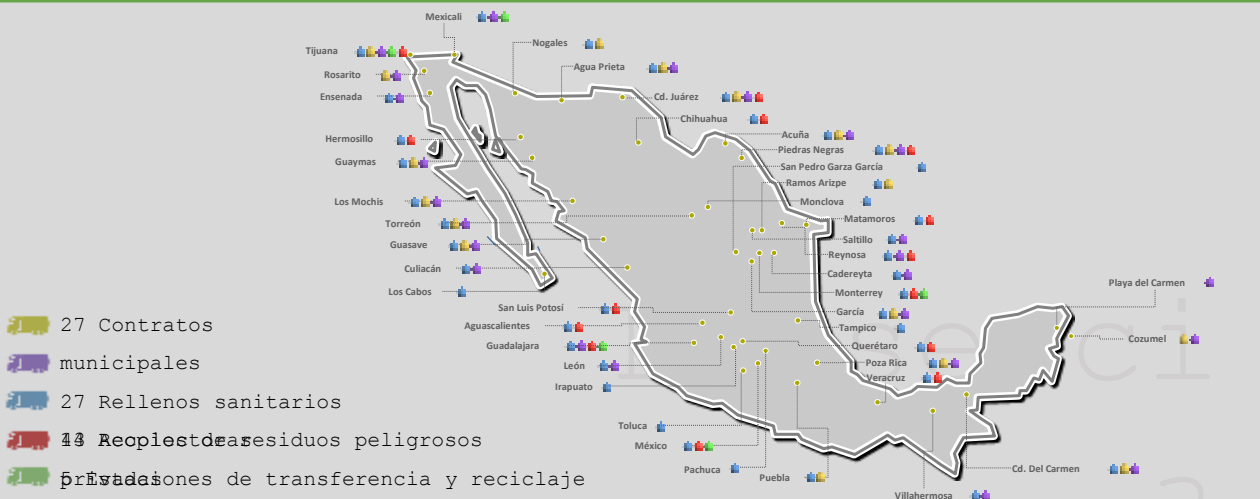 Mexicali
Nogales
Tijuana
Agua Prieta
Rosarito
Ensenada
Cd. Juárez
Chihuahua
Acuña
Hermosillo
Piedras Negras
Guaymas
San Pedro Garza García
Ramos Arizpe
Los Mochis
Monclova
Torreón
Matamoros
Saltillo
Guasave
Reynosa
Culiacán
Cadereyta
Los Cabos
Monterrey
Playa del Carmen
San Luis Potosí
García
Aguascalientes
Tampico
Guadalajara
Querétaro
Cozumel
León
Poza Rica
Irapuato
Veracruz
Toluca
México
Pachuca
Puebla
Cd. Del Carmen
Villahermosa
27 Contratos
municipales
27 Rellenos sanitarios
residuos peligrosos
5 Estaciones de transferencia y reciclaje